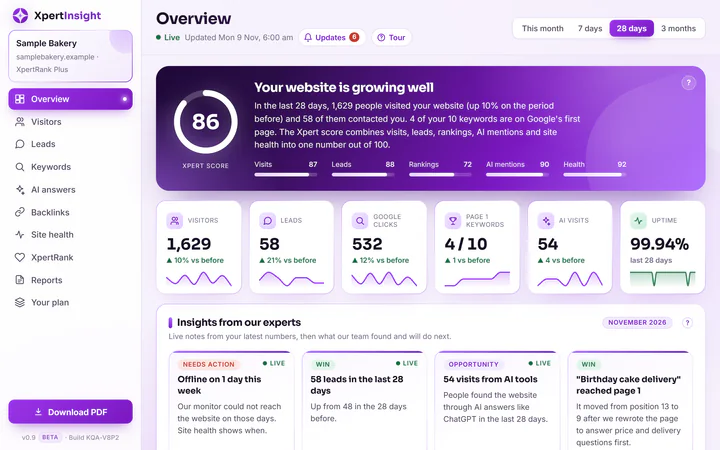 XpertInsight
Sample Bakery
samplebakery.example ·
XpertRank Plus
Overview
Visitors
Leads
Keywords
AI answers
Backlinks
Site health
XpertRank
Reports
Your plan
Download PDF
v0.9 BETA · Build KQA-V8P2
Overview
Live Updated Mon 9 Nov, 6:00 am Updates 6 Tour
This month 7 days 28 days 3 months
86
XPERT SCORE
Your website is growing well
?
In the last 28 days, 1,629 people visited your website (up 10% on the period
before) and 58 of them contacted you. 4 of your 10 keywords are on Google's first
page. The Xpert score combines visits, leads, rankings, AI mentions and site
health into one number out of 100.
Visits 87 Leads 88 Rankings 72 AI mentions 90 Health 92
VISITORS
1,629
▲ 10% vs before
LEADS
58
▲ 21% vs before
GOOGLE
CLICKS
532
▲ 12% vs before
PAGE 1
KEYWORDS
4 / 10
▲ 1 vs before
AI VISITS
54
▲ 4 vs before
UPTIME
99.94%
last 28 days
Insights from our experts
NOVEMBER 2026 ?
Live notes from your latest numbers, then what our team found and will do next.
NEEDS ACTION LIVE
Offline on 1 day this
week
Our monitor could not reach
the website on those days.
Site health shows when.
WIN LIVE
58 leads in the last 28
days
Up from 48 in the 28 days
before.
OPPORTUNITY LIVE
54 visits from AI tools
People found the website
through AI answers like
ChatGPT in the last 28 days.
WIN
"Birthday cake delivery"
reached page 1
It moved from position 13 to
9 after we rewrote the page
to answer price and delivery
questions first.